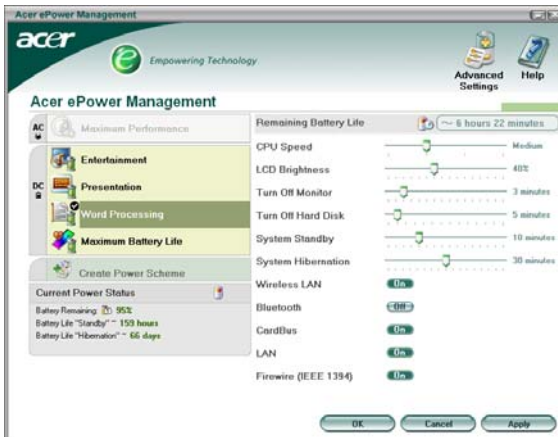 Acer ePower Management
acer
Empowering Technology
Advanced Settings
Help
Acer ePower Management
AC
Maximum Performance
DC
Entertainment
Presentation
Word Processing
Maximum Battery Life
Create Power Scheme
Current Power Status
Battery Remaining: 95%
Battery Life "Standby" ~ 159 hours
Battery Life "Hibernation" ~ 66 days
Remaining Battery Life ~ 6 hours 22 minutes
CPU Speed Medium
LCD Brightness 40%
Turn Off Monitor 3 minutes
Turn Off Hard Disk 5 minutes
System Standby 10 minutes
System Hibernation 30 minutes
Wireless LAN On
Bluetooth Off
CardBus On
LAN On
Firewire (IEEE 1394) On
OK Cancel Apply